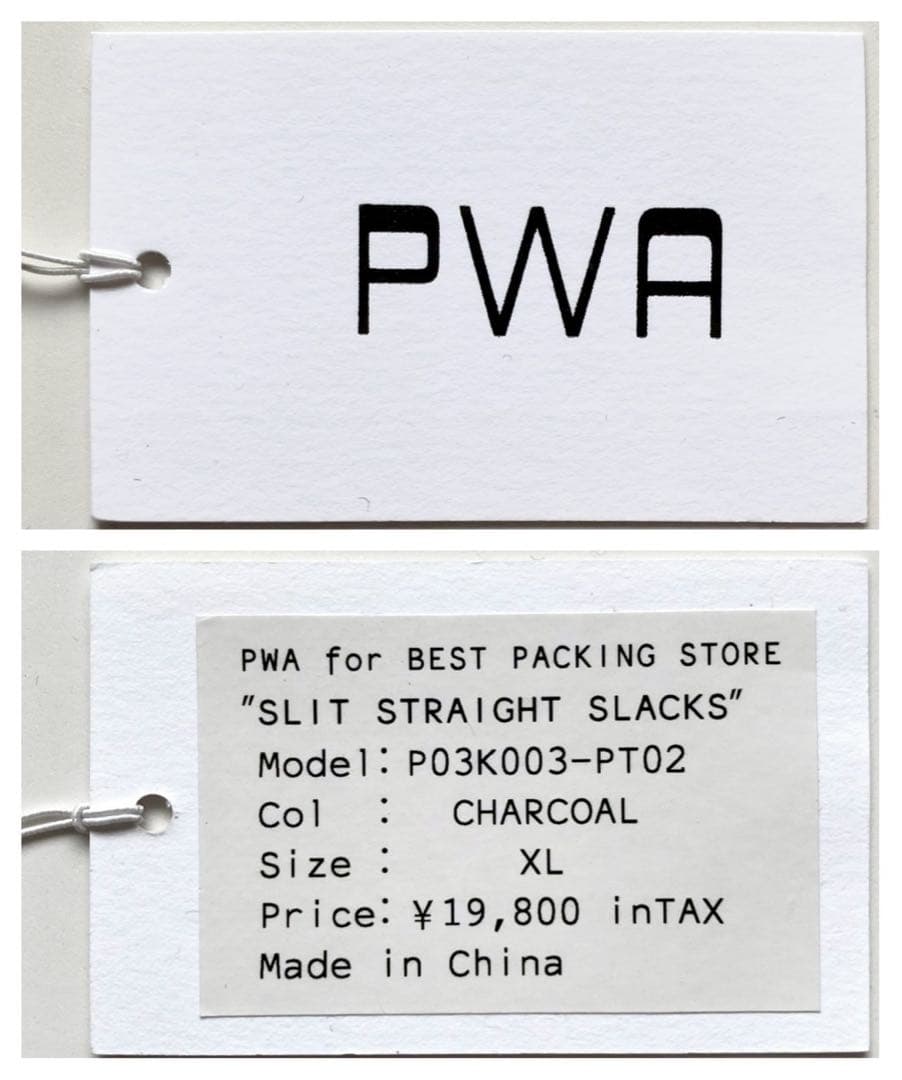 PWA
PWA for BEST PACKING STORE
"SLIT STRAIGHT SLACKS"
Model: P03K003-PT02
Col : CHARCOAL
Size : XL
Price: ¥19,800 inTAX
Made in China